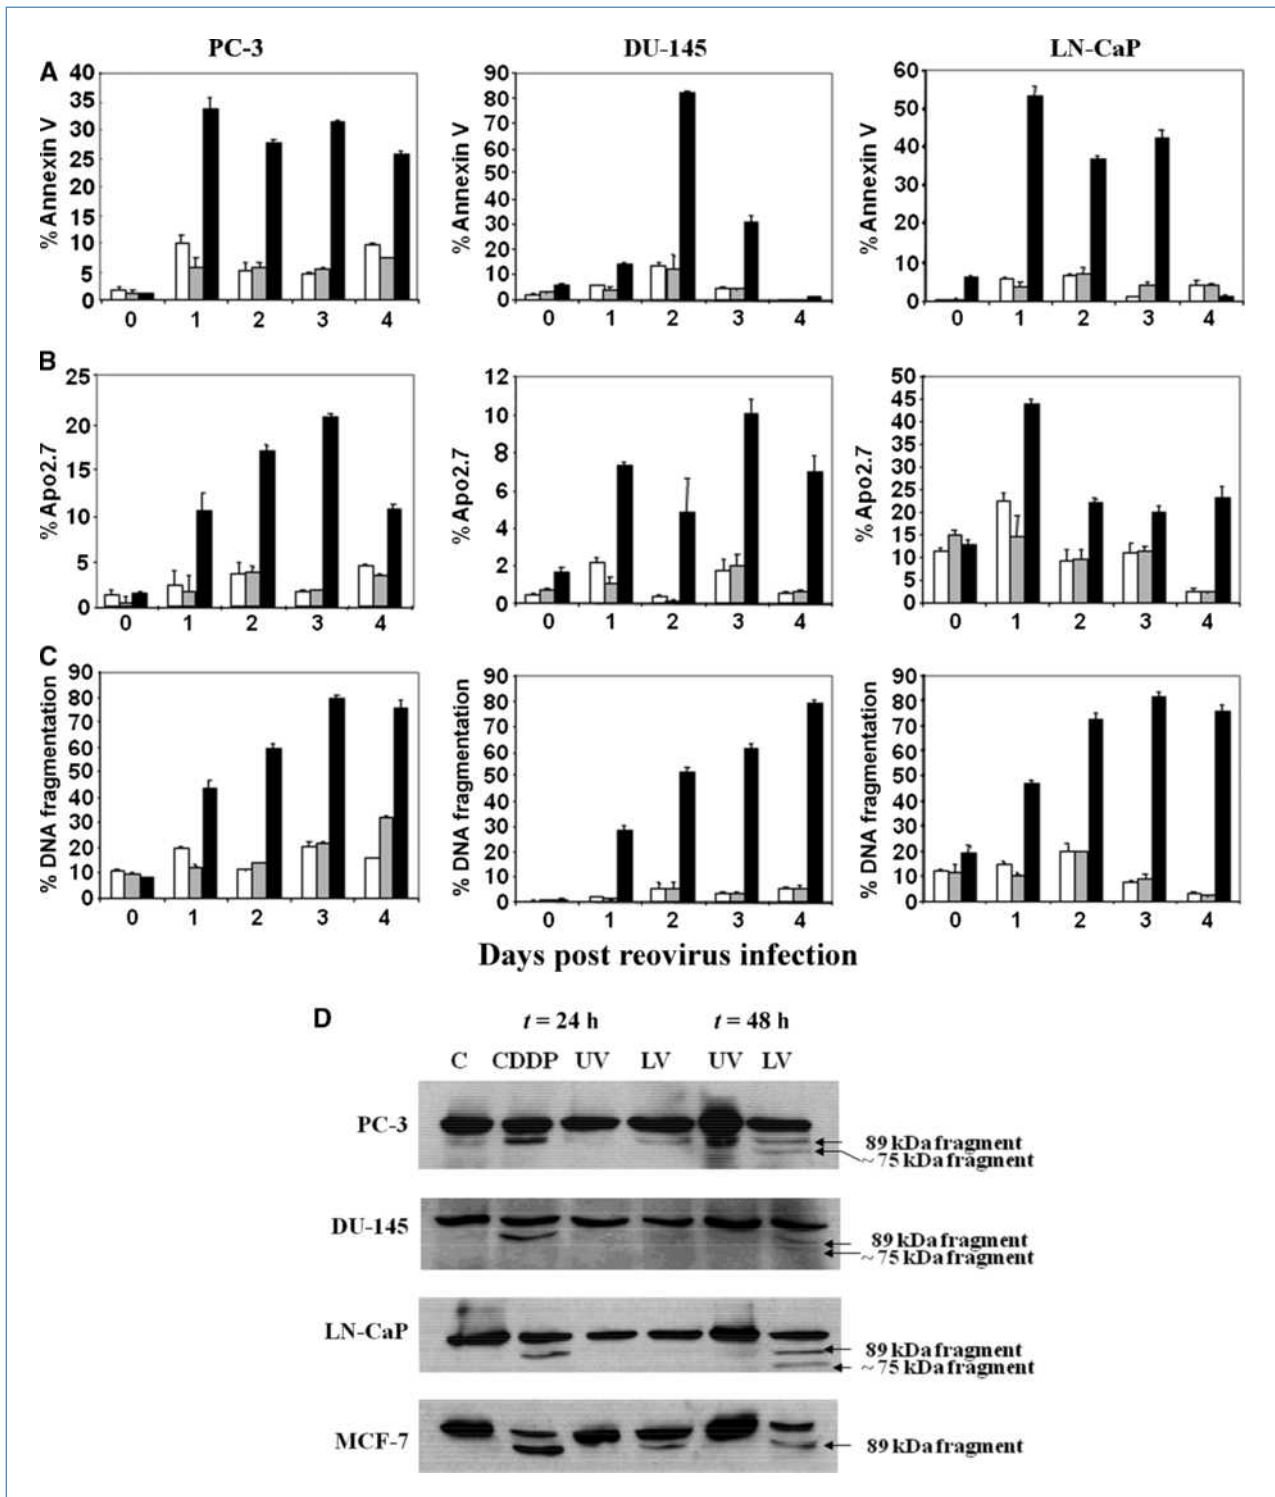 PC-3 DU-145 LN-CaP
A
% Annexin V
40
35
30
25
20
15
10
5
0
0 1 2 3 4
% Annexin V
90
80
70
60
50
40
30
20
10
0
0 1 2 3 4
% Annexin V
60
50
40
30
20
10
0
0 1 2 3 4
B
% Apo2.7
25
20
15
10
5
0
0 1 2 3 4
% Apo2.7
12
10
8
6
4
2
0
0 1 2 3 4
% Apo2.7
50
45
40
35
30
25
20
15
10
5
0
0 1 2 3 4
C
% DNA fragmentation
90
80
70
60
50
40
30
20
10
0
0 1 2 3 4
% DNA fragmentation
90
80
70
60
50
40
30
20
10
0
0 1 2 3 4
% DNA fragmentation
90
80
70
60
50
40
30
20
10
0
0 1 2 3 4
Days post reovirus infection
D
t = 24 h t = 48 h
C CDDP UV LV UV LV
PC-3
89 kDa fragment
~ 75 kDa fragment
DU-145
89 kDa fragment
~ 75 kDa fragment
LN-CaP
89 kDa fragment
~ 75 kDa fragment
MCF-7
89 kDa fragment